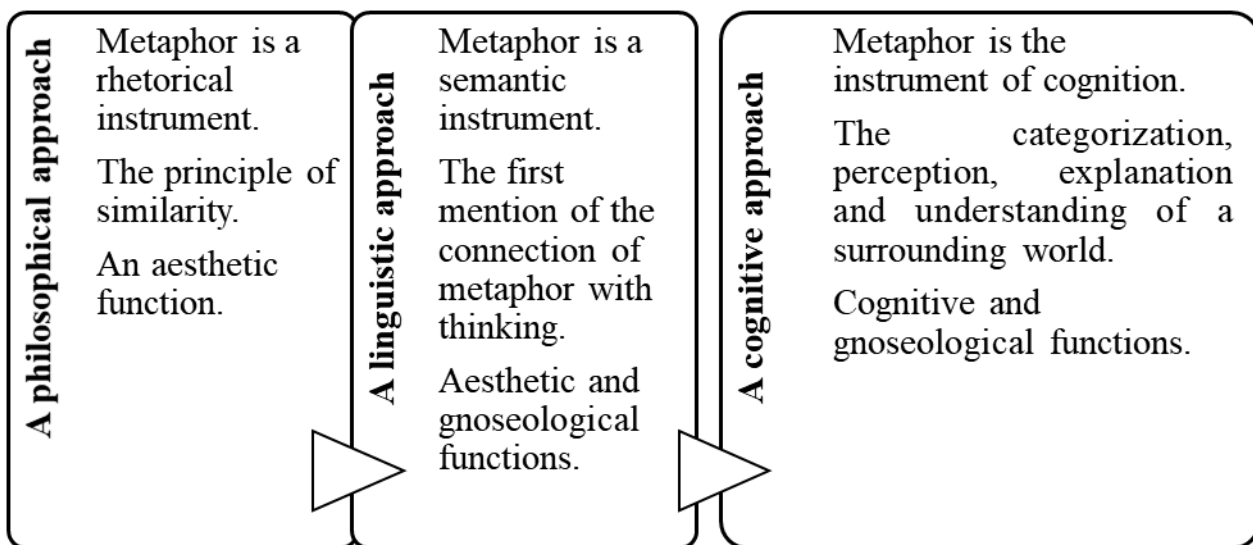 A philosophical approach
Metaphor is a
rhetorical
instrument.
The principle of
similarity.
An aesthetic
function.
A linguistic approach
Metaphor is a
semantic
instrument.
The first
mention of the
connection of
metaphor with
thinking.
Aesthetic and
gnoseological
functions.
A cognitive approach
Metaphor is the
instrument of cognition.
The categorization,
perception, explanation
and understanding of a
surrounding world.
Cognitive and
gnoseological functions.